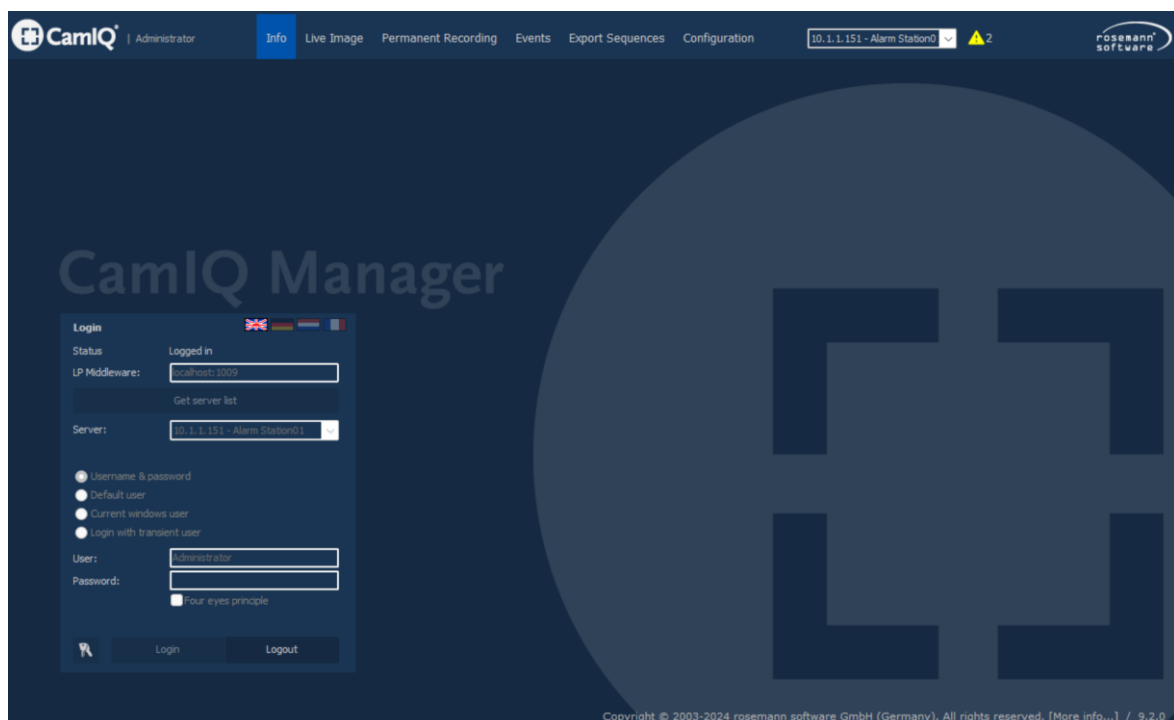 CamIQ® | Administrator Info Live Image Permanent Recording Events Export Sequences Configuration 10.1.1.151 - Alarm Station0 2 rosemann®
software
CamIQ Manager
Login
Status Logged in
LP Middleware: localhost:1009
Get server list
Server: 10.1.1.151 - Alarm Station01
Username & password
Default user
Current windows user
Login with transient user
User: Administrator
Password:
Four eyes principle
Login Logout
Copyright © 2003-2024 rosemann software GmbH (Germany). All rights reserved. [More info...] / 9.2.0